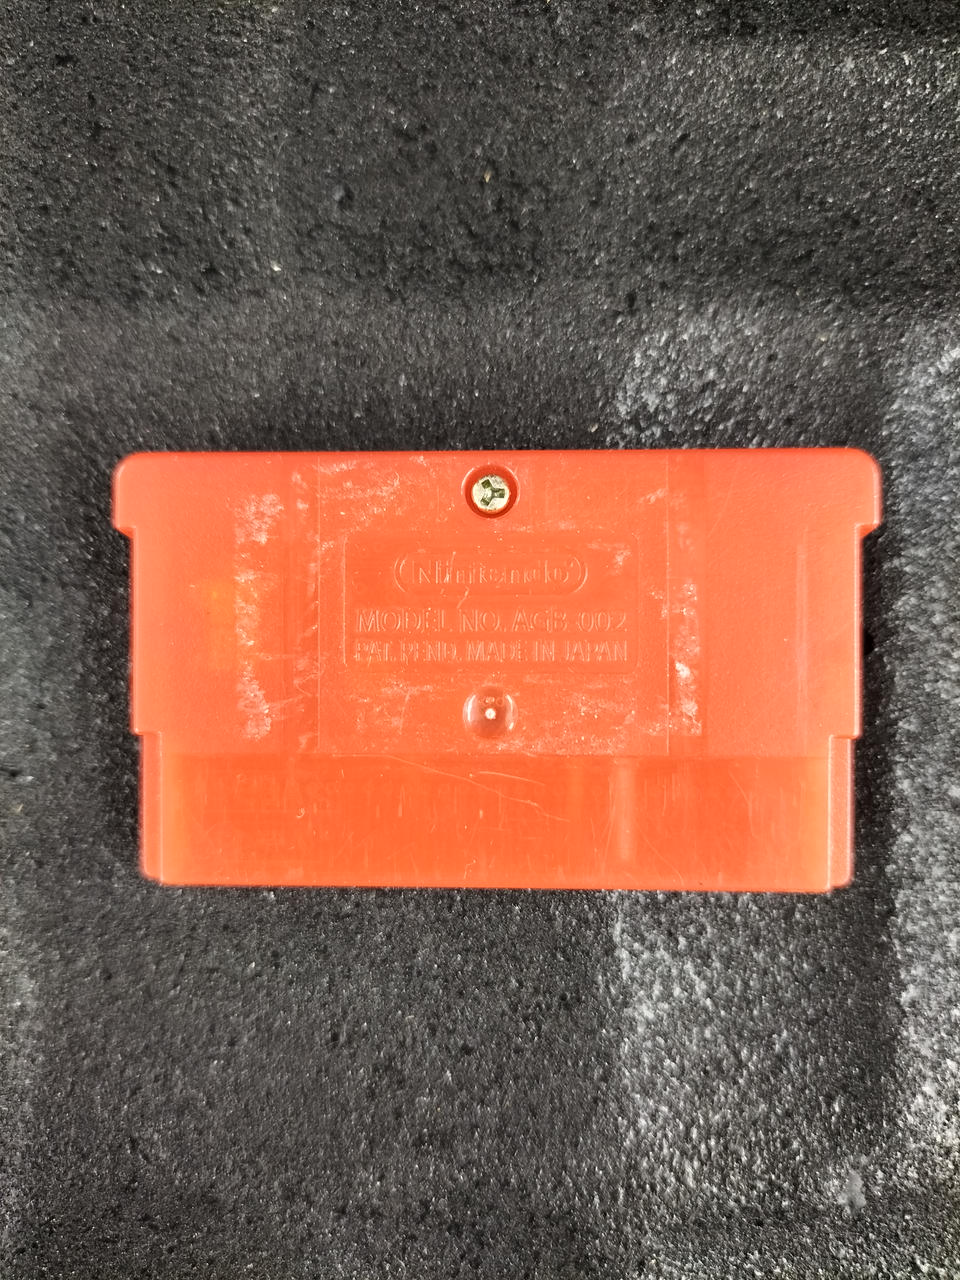 Nintendo
MODEL NO. AGB-002
PAT. PEND. MADE IN JAPAN